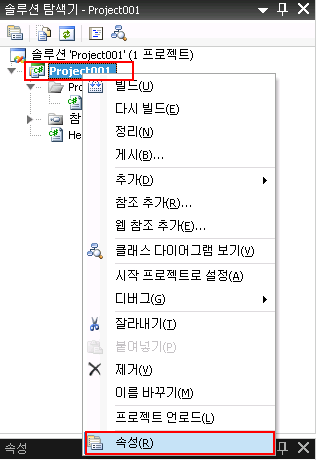 솔루션 탐색기 - Project001
솔루션 'Project001' (1 프로젝트)
Project001
Pro
참
He
빌드(U)
다시 빌드(E)
정리(N)
게시(B)...
추가(D)
참조 추가(R)...
웹 참조 추가(E)...
클래스 다이어그램 보기(V)
시작 프로젝트로 설정(A)
디버그(G)
잘라내기(T)
붙여넣기(P)
제거(V)
이름 바꾸기(M)
프로젝트 언로드(L)
속성(R)
속성